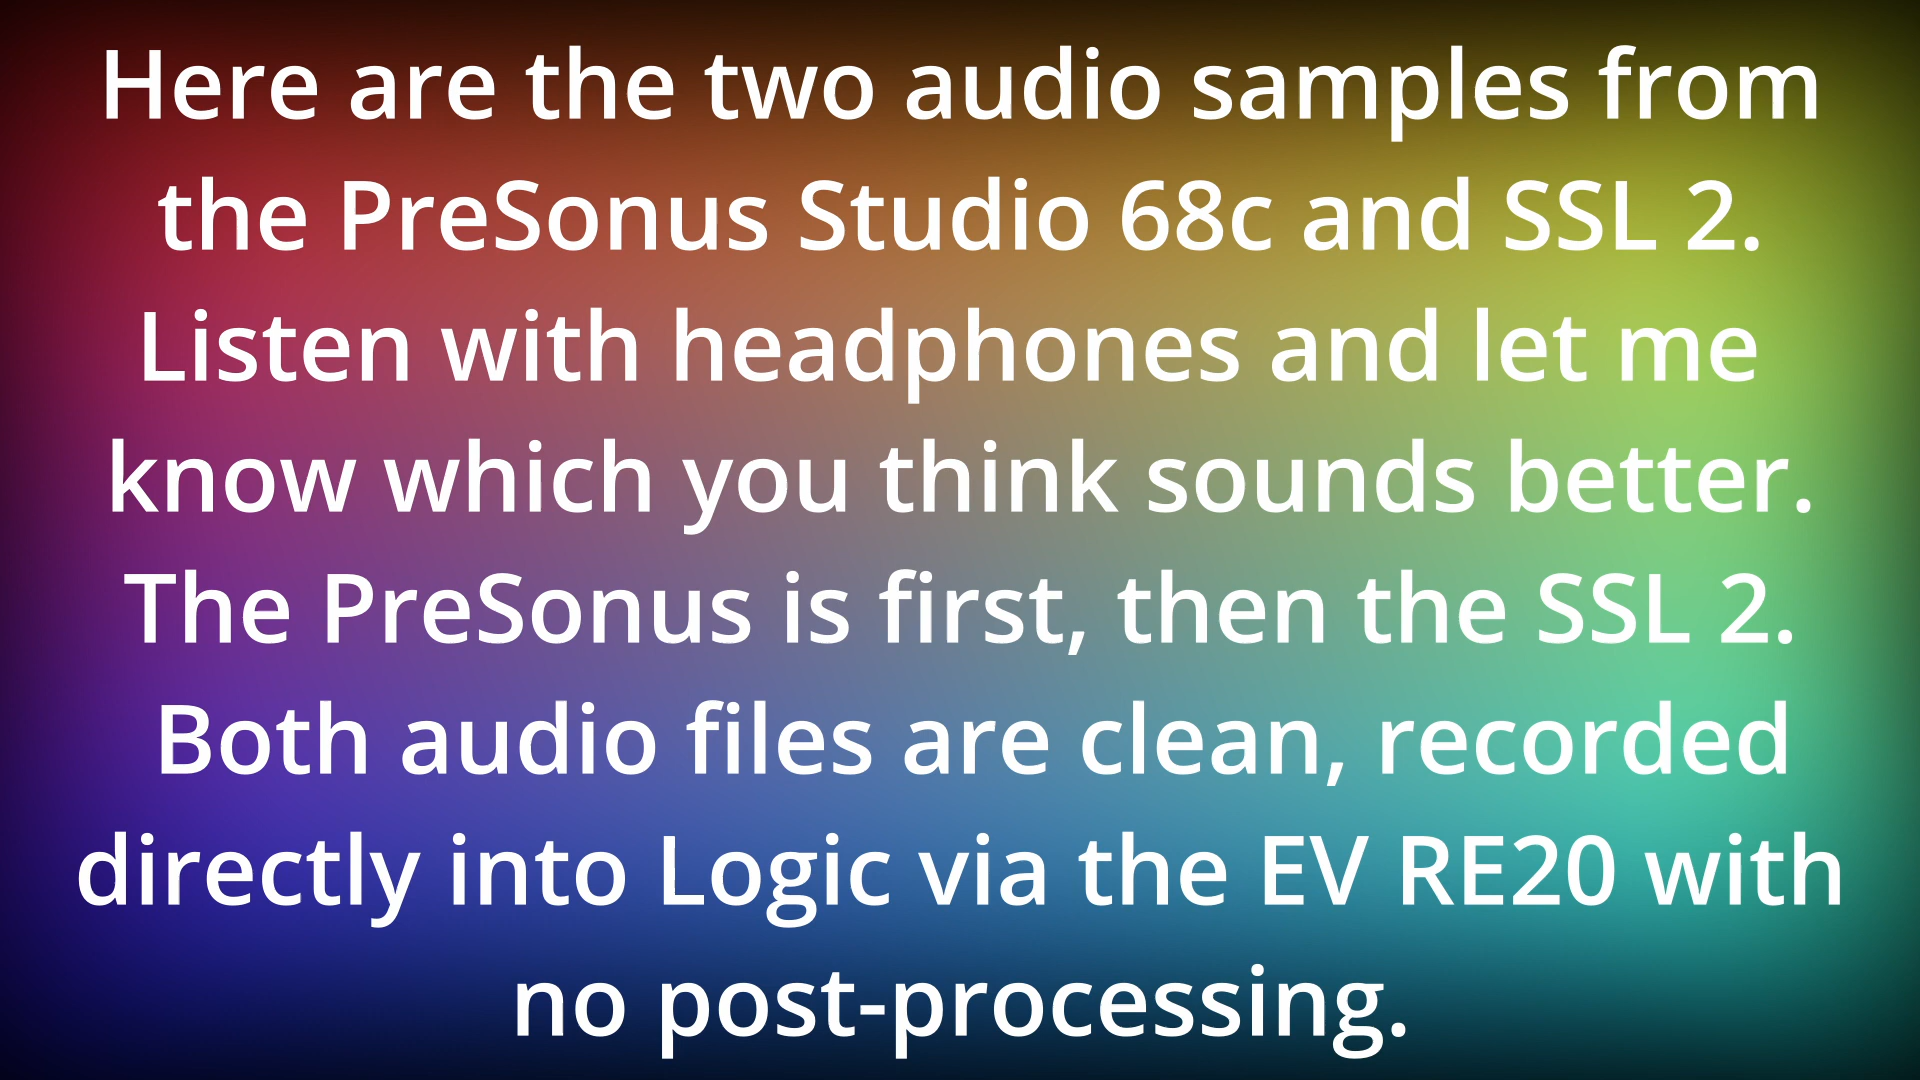 Here are the two audio samples from
the PreSonus Studio 68c and SSL 2.
Listen with headphones and let me
know which you think sounds better.
The PreSonus is first, then the SSL 2.
Both audio files are clean, recorded
directly into Logic via the EV RE20 with
no post-processing.